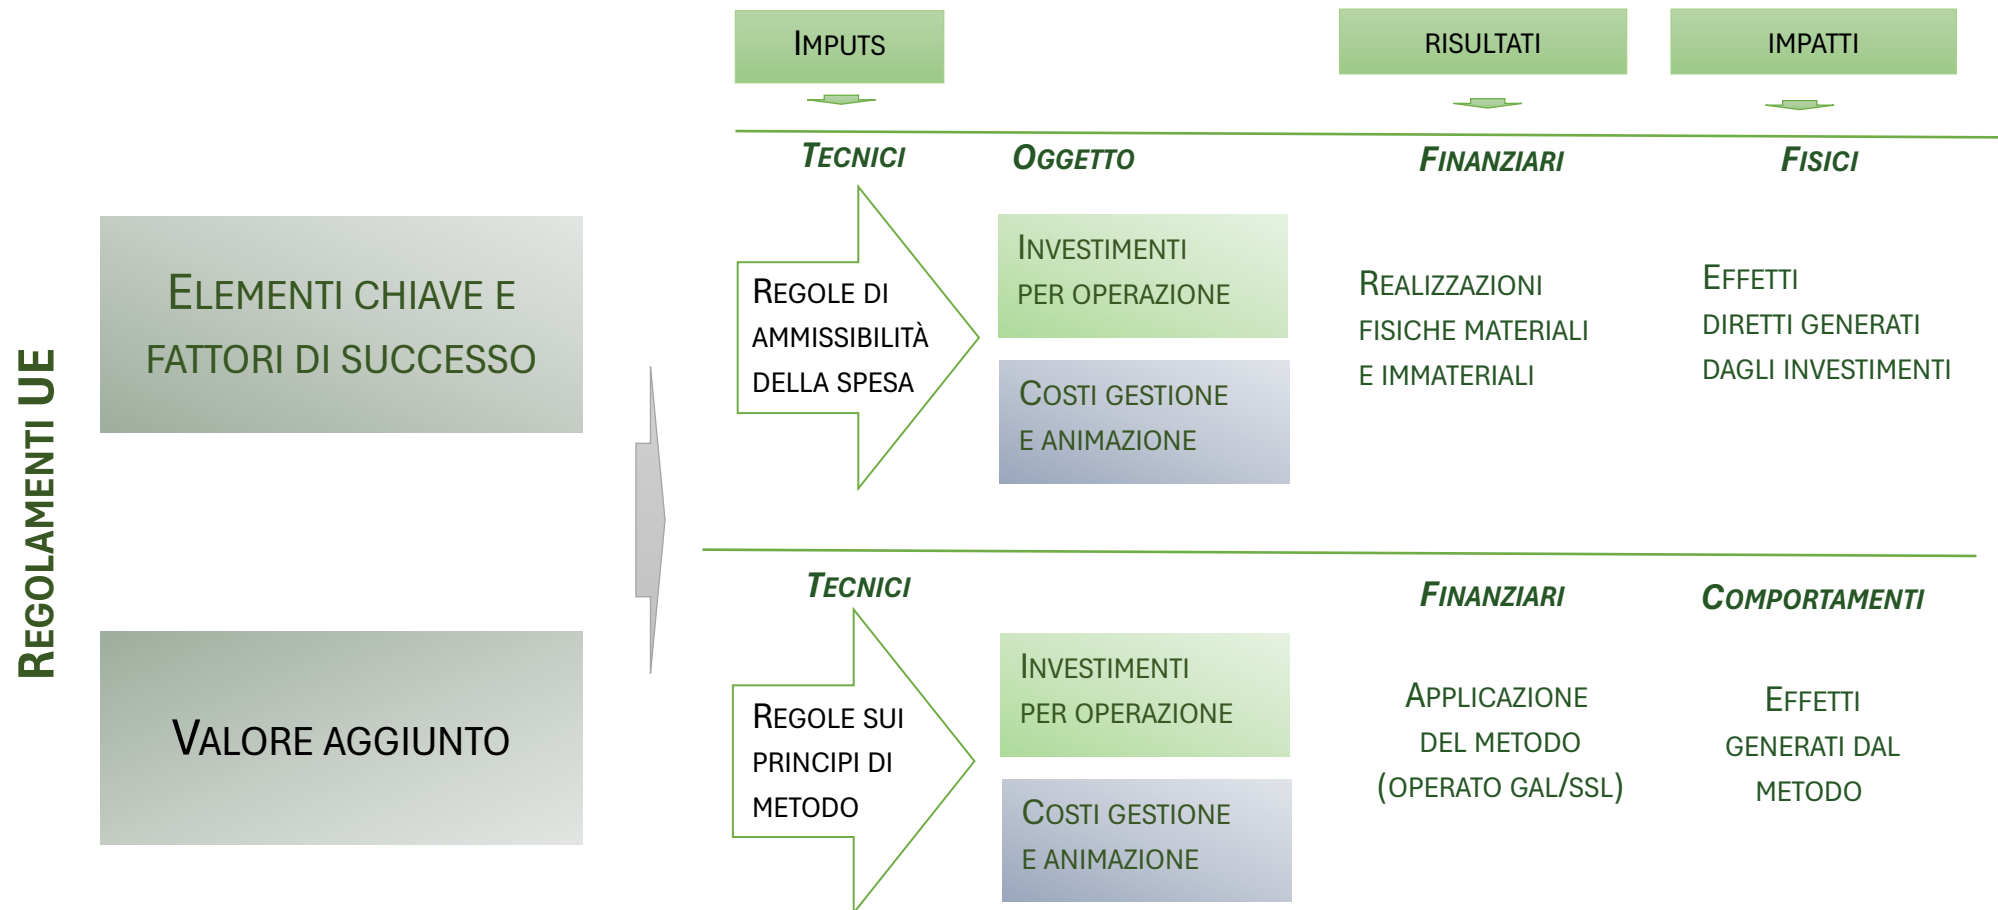 REGOLAMENTI UE
IMPUTS
RISULTATI
IMPATTI
ELEMENTI CHIAVE E
FATTORI DI SUCCESSO
TECNICI
OGGETTO
FINANZIARI
FISICI
REGOLE DI
AMMISSIBILITÀ
DELLA SPESA
INVESTIMENTI
PER OPERAZIONE
COSTI GESTIONE
E ANIMAZIONE
REALIZZAZIONI
FISICHE MATERIALI
E IMMATERIALI
EFFETTI
DIRETTI GENERATI
DAGLI INVESTIMENTI
VALORE AGGIUNTO
TECNICI
FINANZIARI
COMPORTAMENTI
REGOLE SUI
PRINCIPI DI
METODO
INVESTIMENTI
PER OPERAZIONE
COSTI GESTIONE
E ANIMAZIONE
APPLICAZIONE
DEL METODO
(OPERATO GAL/SSL)
EFFETTI
GENERATI DAL
METODO